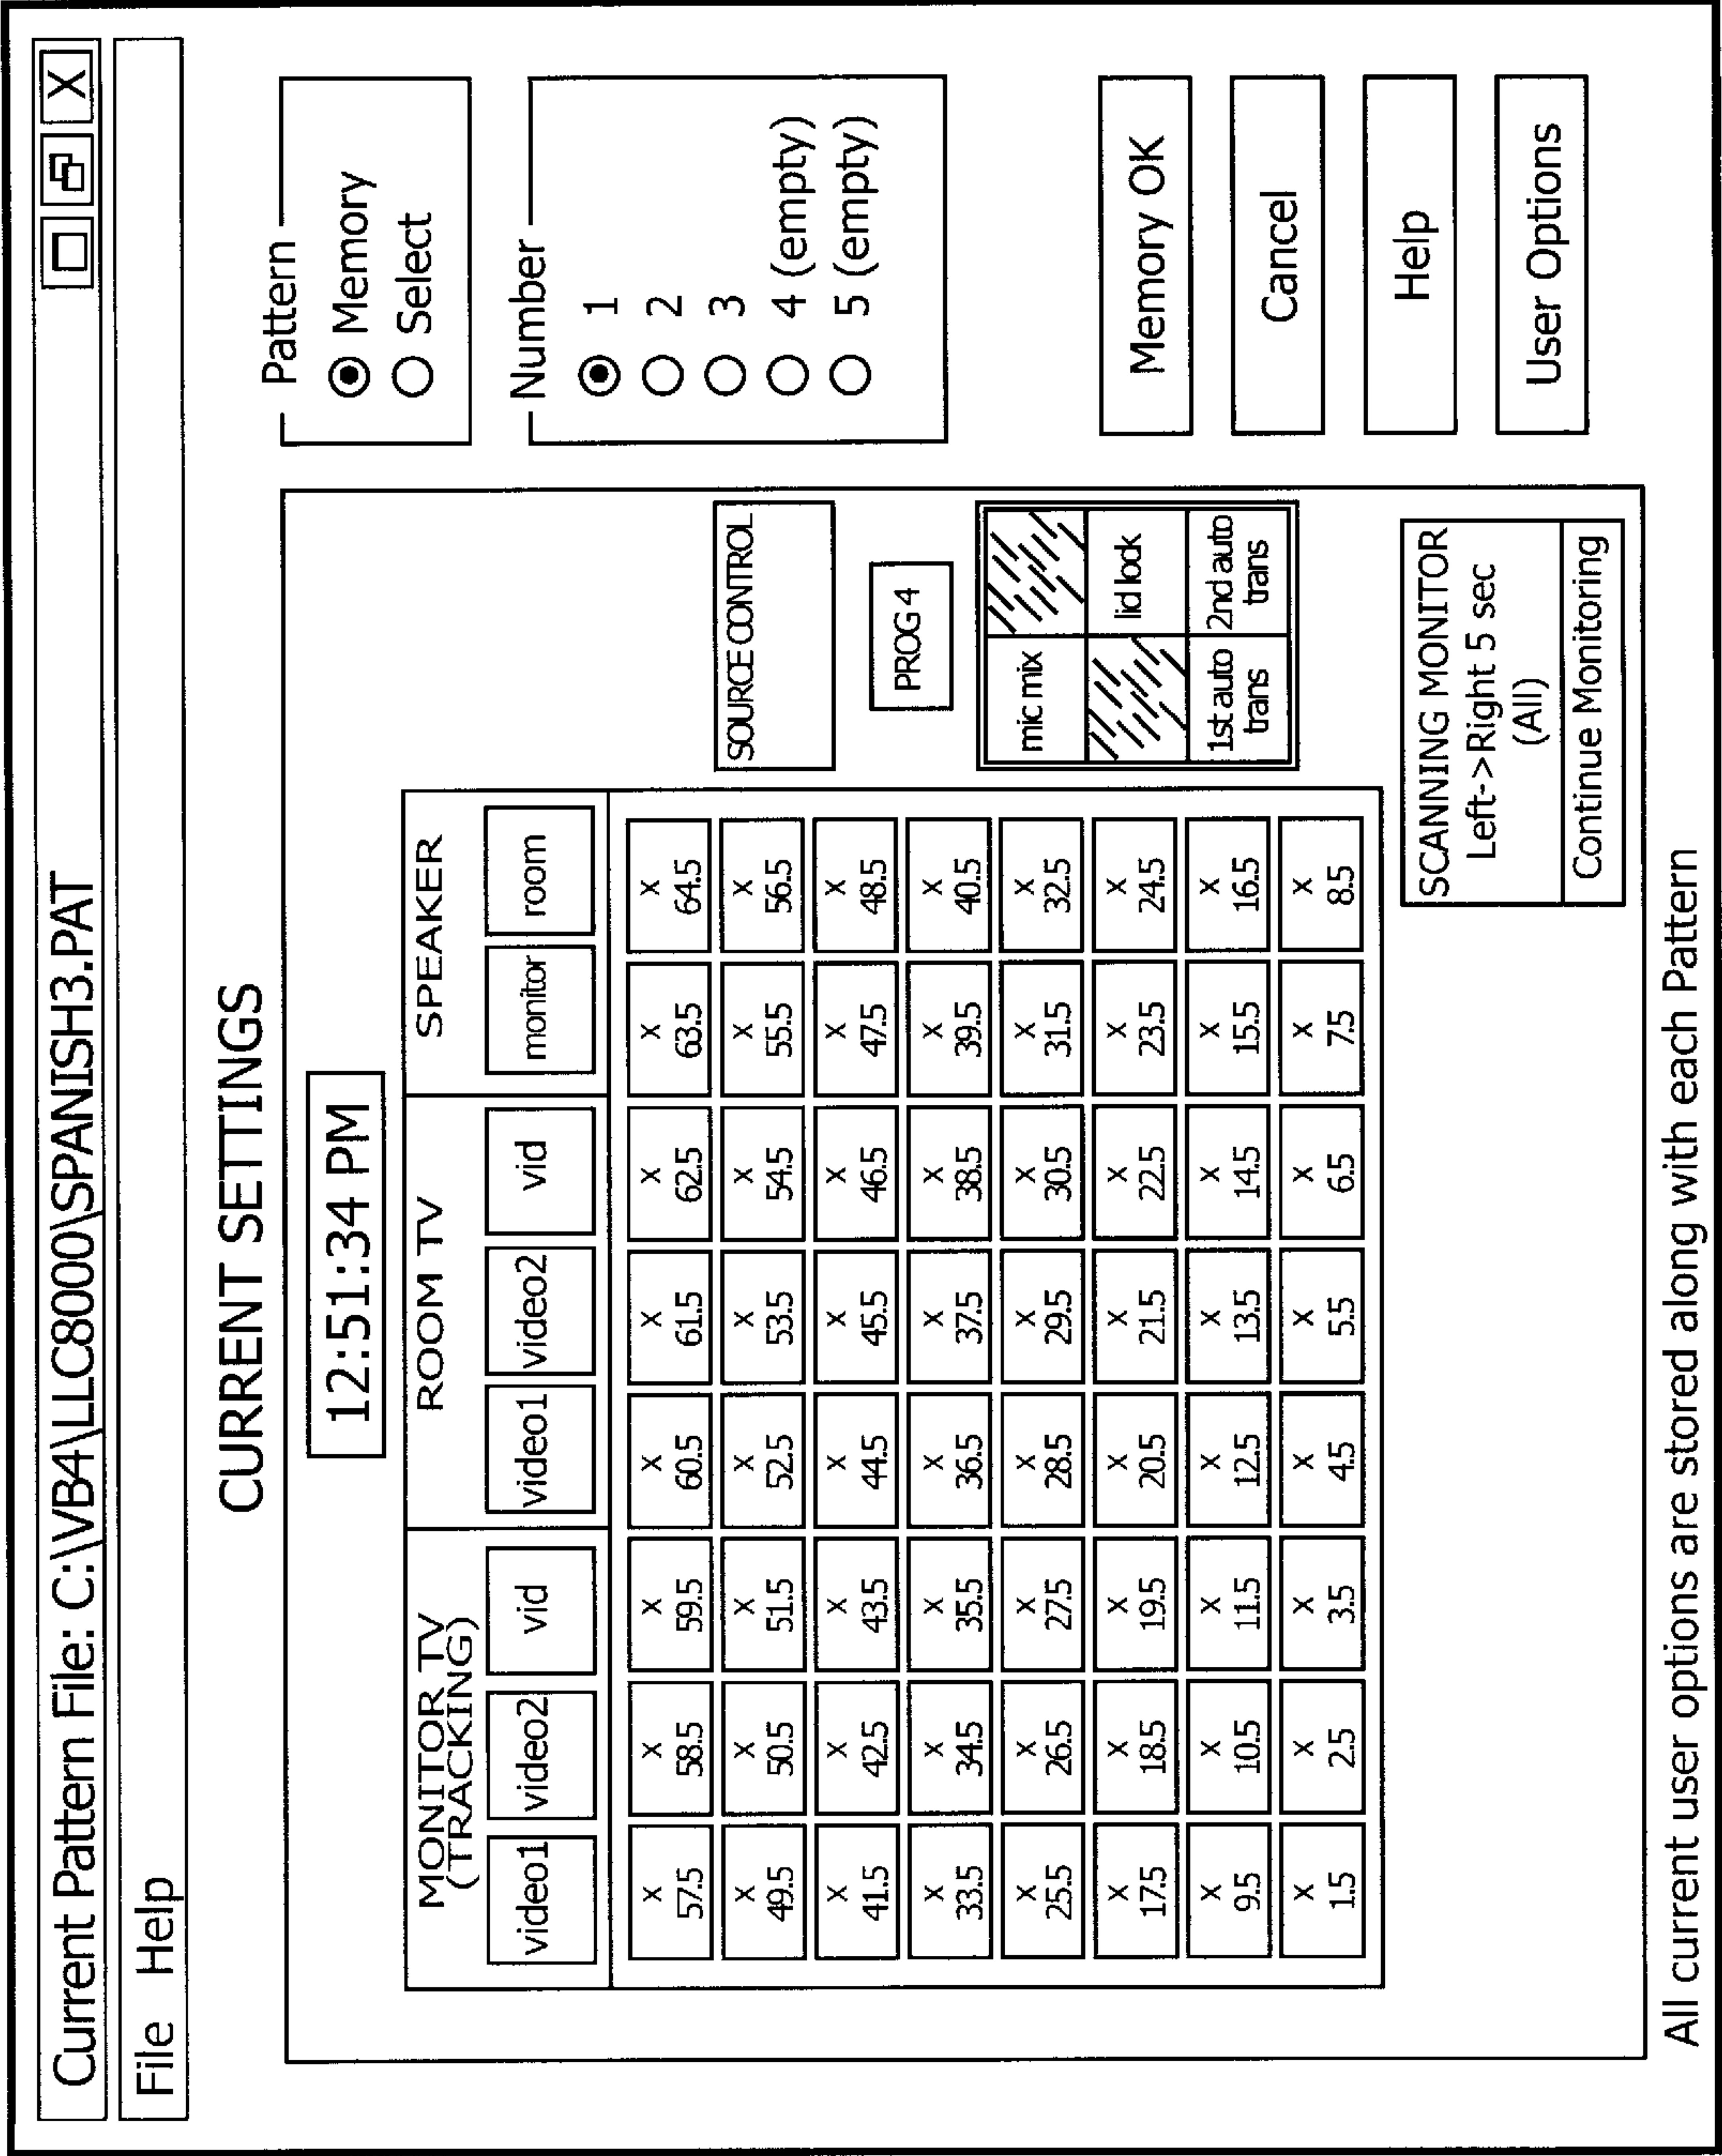 Current Pattern File: C:\VB4\LLC8000\SPANISH3.PAT X
File Help
CURRENT SETTINGS
12:51:34 PM
MONITOR TV
(TRACKING)
ROOM TV
SPEAKER
video1 video2 vid video1 video2 vid monitor room
X X X X X X X X
57.5 58.5 59.5 60.5 61.5 62.5 63.5 64.5
X X X X X X X X
49.5 50.5 51.5 52.5 53.5 54.5 55.5 56.5
X X X X X X X X
41.5 42.5 43.5 44.5 45.5 46.5 47.5 48.5
X X X X X X X X
33.5 34.5 35.5 36.5 37.5 38.5 39.5 40.5
X X X X X X X X
25.5 26.5 27.5 28.5 29.5 30.5 31.5 32.5
X X X X X X X X
17.5 18.5 19.5 20.5 21.5 22.5 23.5 24.5
X X X X X X X X
9.5 10.5 11.5 12.5 13.5 14.5 15.5 16.5
X X X X X X X X
1.5 2.5 3.5 4.5 5.5 6.5 7.5 8.5
SOURCE CONTROL
PROG 4
mic mix
lid lock
1st auto
trans
2nd auto
trans
SCANNING MONITOR
Left->Right 5 sec
(All)
Continue Monitoring
Pattern
Memory
Select
Number
1
2
3
4 (empty)
5 (empty)
Memory OK
Cancel
Help
User Options
All current user options are stored along with each Pattern